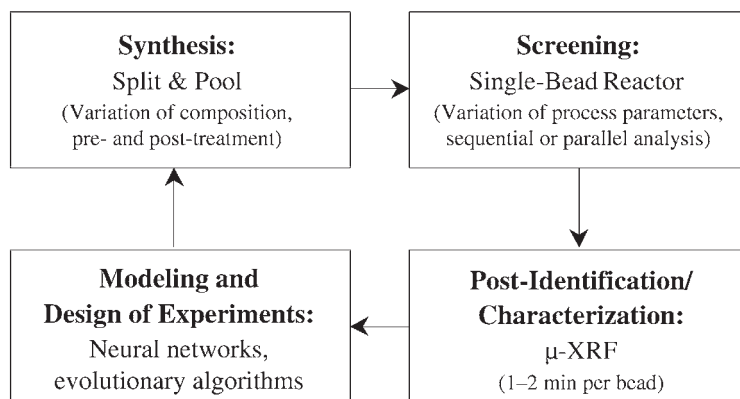 Synthesis:
Split & Pool
(Variation of composition,
pre- and post-treatment)
Screening:
Single-Bead Reactor
(Variation of process parameters,
sequential or parallel analysis)
Modeling and
Design of Experiments:
Neural networks,
evolutionary algorithms
Post-Identification/
Characterization:
μ-XRF
(1–2 min per bead)